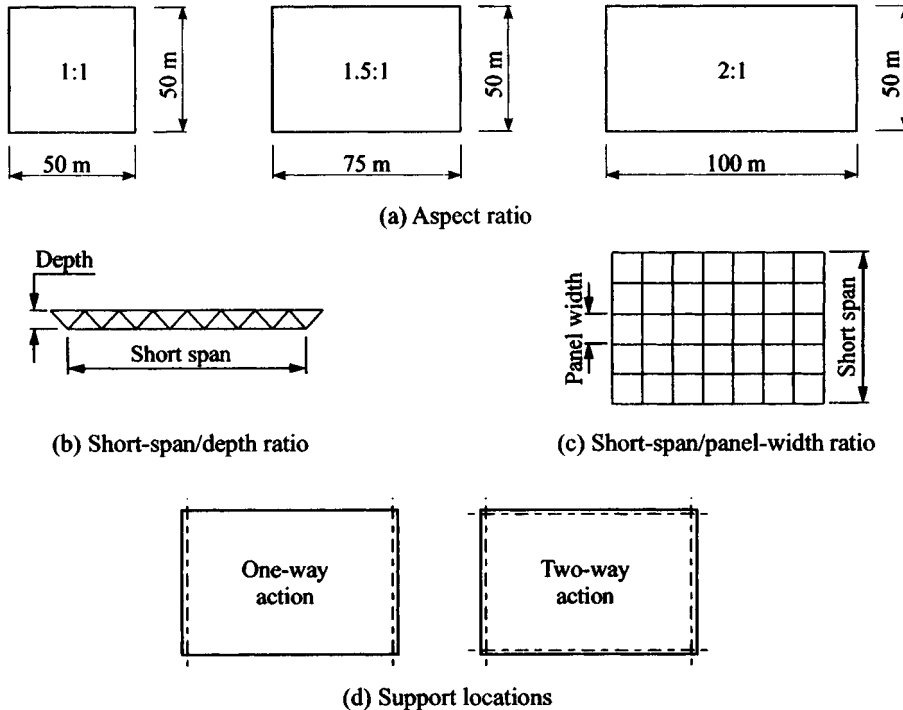 1:1
50 m
50 m
1.5:1
50 m
75 m
2:1
50 m
100 m
(a) Aspect ratio
Depth
Short span
(b) Short-span/depth ratio
Panel width
Short span
(c) Short-span/panel-width ratio
One-way
action
Two-way
action
(d) Support locations